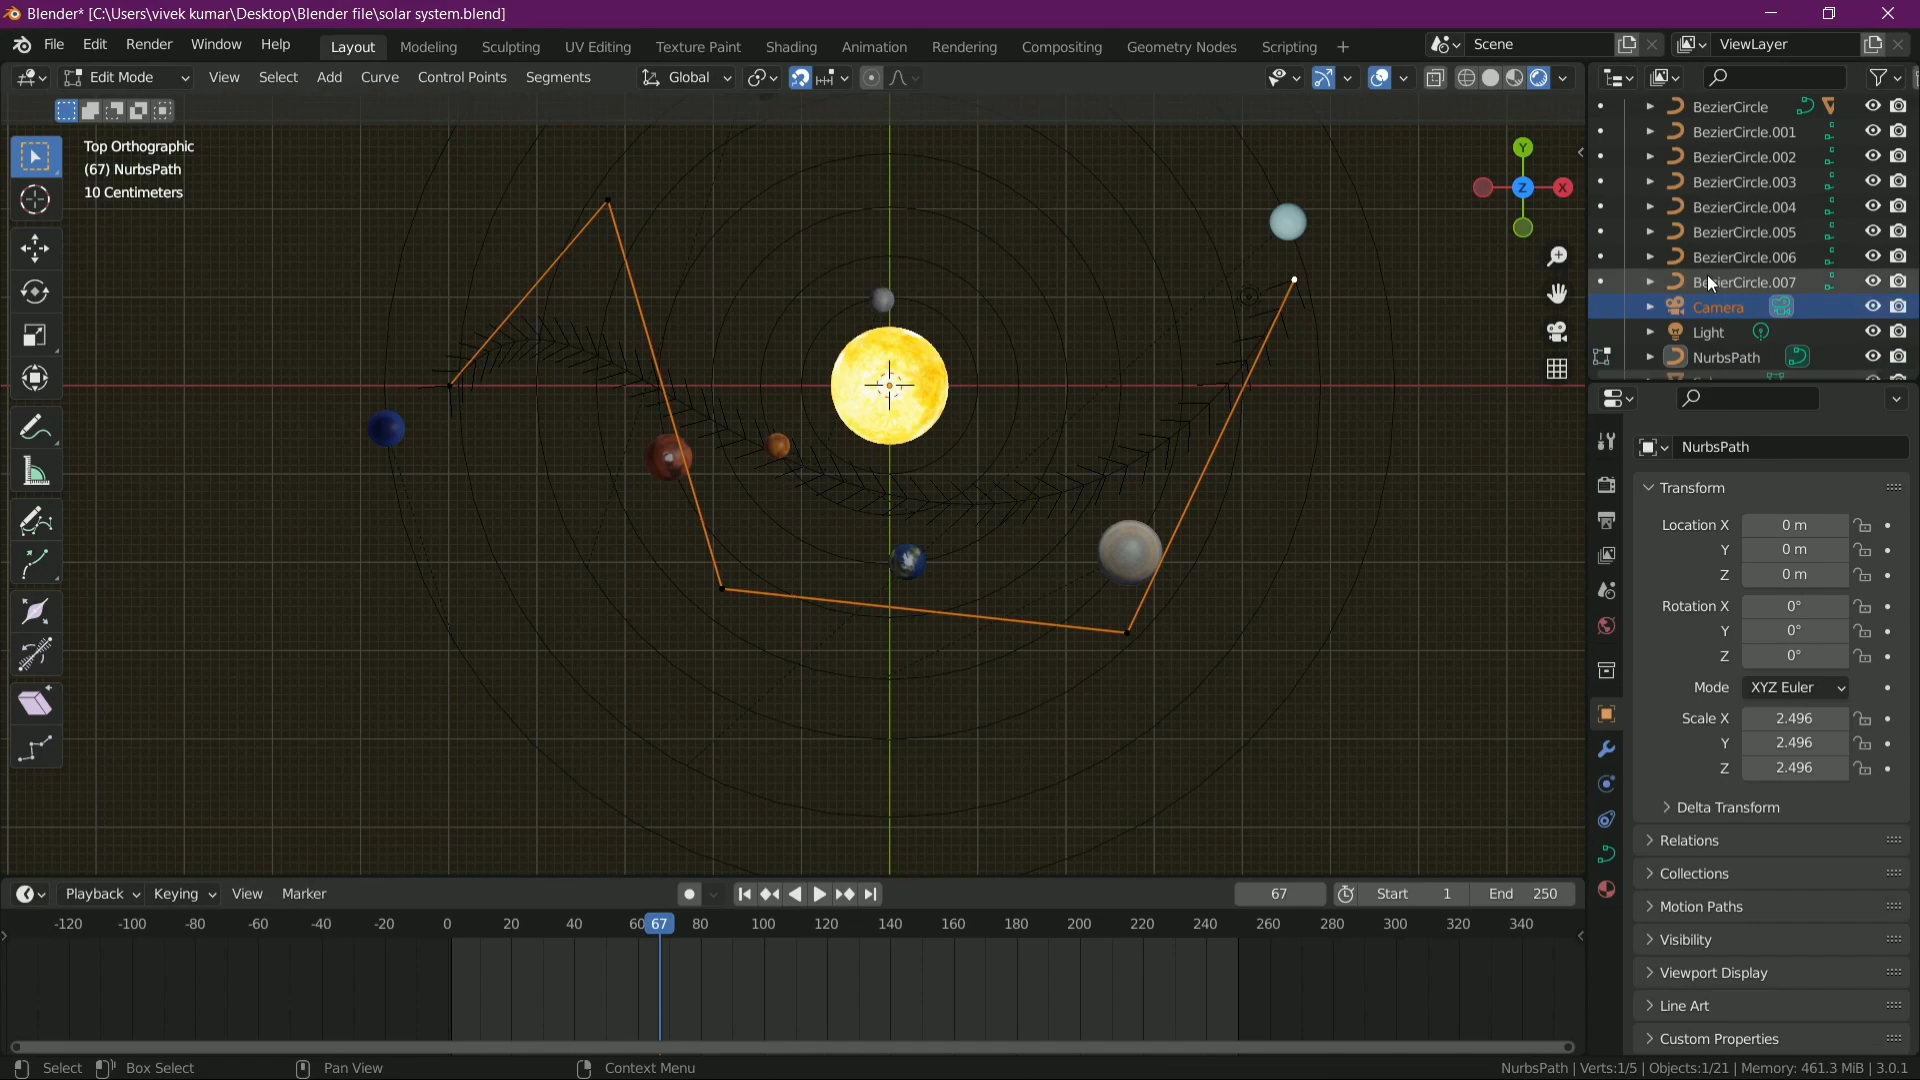 Blender* [C:\Users\vivek kumar\Desktop\Blender file\solar system.blend]
File Edit Render Window Help Layout Modeling Sculpting UV Editing Texture Paint Shading Animation Rendering Compositing Geometry Nodes Scripting + Scene ViewLayer
Edit Mode View Select Add Curve Control Points Segments Global
Top Orthographic
(67) NurbsPath
10 Centimeters
Y
Z
X
BezierCircle
BezierCircle.001
BezierCircle.002
BezierCircle.003
BezierCircle.004
BezierCircle.005
BezierCircle.006
BezierCircle.007
Camera
Light
NurbsPath
NurbsPath
Transform
Location X 0 m
Y 0 m
Z 0 m
Rotation X 0°
Y 0°
Z 0°
Mode XYZ Euler
Scale X 2.496
Y 2.496
Z 2.496
Delta Transform
Relations
Collections
Motion Paths
Visibility
Viewport Display
Line Art
Custom Properties
Playback Keying View Marker 67 Start 1 End 250
-120 -100 -80 -60 -40 -20 0 20 40 60 67 80 100 120 140 160 180 200 220 240 260 280 300 320 340
Select Box Select Pan View Context Menu NurbsPath | Verts:1/5 | Objects:1/21 | Memory: 461.3 MiB | 3.0.1